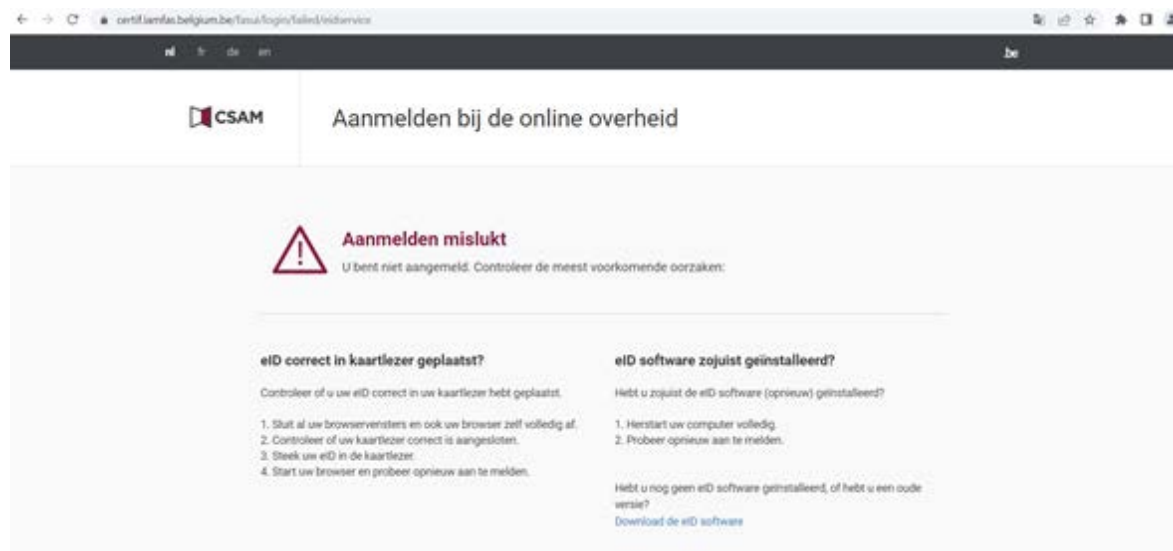 certif.iamfas.belgium.be/fasui/login/failed/eidservice
nl fr de en
.be
CSAM
Aanmelden bij de online overheid
Aanmelden mislukt
U bent niet aangemeld. Controleer de meest voorkomende oorzaken:
eID correct in kaartlezer geplaatst?
Controleer of u uw eID correct in uw kaartlezer hebt geplaatst.
1. Sluit al uw browservensters en ook uw browser zelf volledig af.
2. Controleer of uw kaartlezer correct is aangesloten.
3. Steek uw eID in de kaartlezer.
4. Start uw browser en probeer opnieuw aan te melden.
eID software zojuist geïnstalleerd?
Hebt u zojuist de eID software (opnieuw) geïnstalleerd?
1. Herstart uw computer volledig.
2. Probeer opnieuw aan te melden.
Hebt u nog geen eID software geïnstalleerd, of hebt u een oude
versie?
Download de eID software